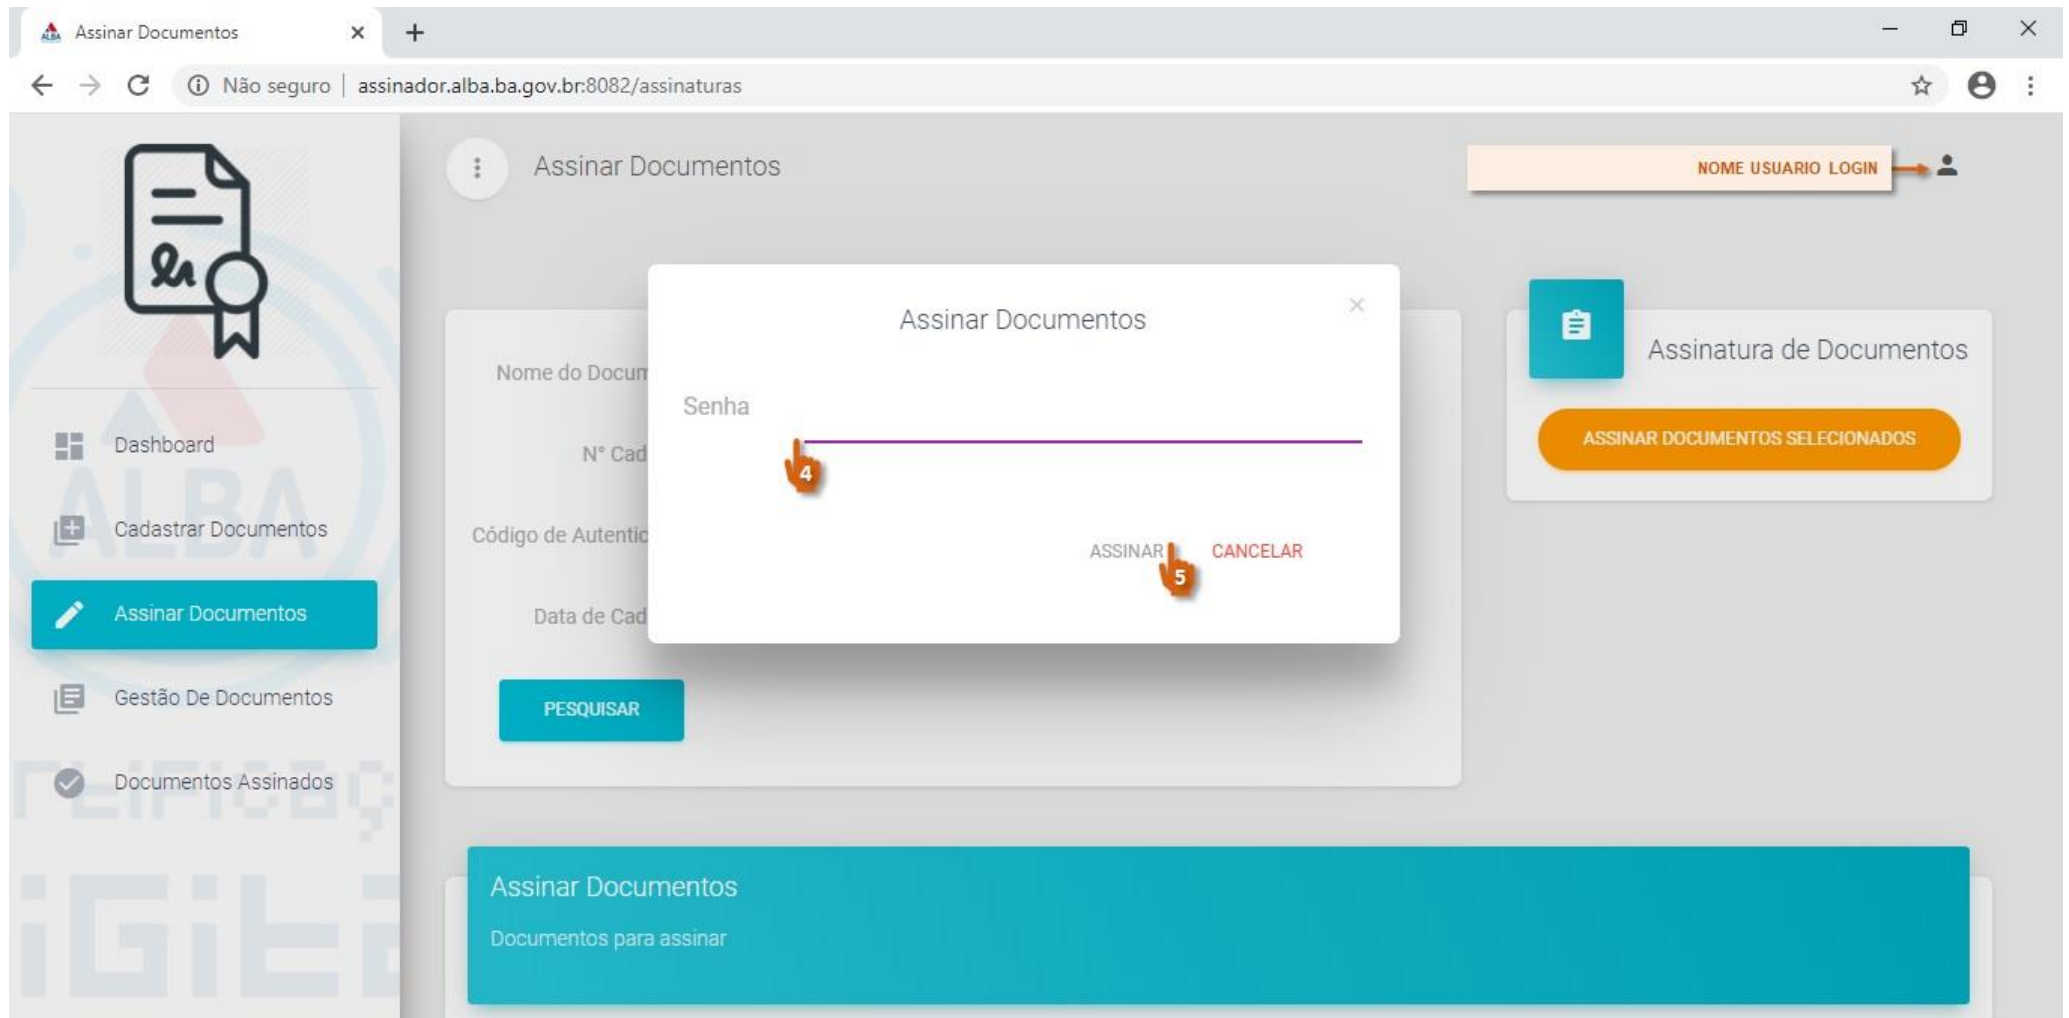 Assinar Documentos
Não seguro | assinador.alba.ba.gov.br:8082/assinaturas
Assinar Documentos
NOME USUARIO LOGIN
Assinar Documentos
Senha
4
ASSINAR
5
CANCELAR
Nome do Docum
N° Cad
Código de Autentic
Data de Cad
PESQUISAR
Assinatura de Documentos
ASSINAR DOCUMENTOS SELECIONADOS
Dashboard
Cadastrar Documentos
Assinar Documentos
Gestão De Documentos
Documentos Assinados
ALBA
Assinar Documentos
Documentos para assinar